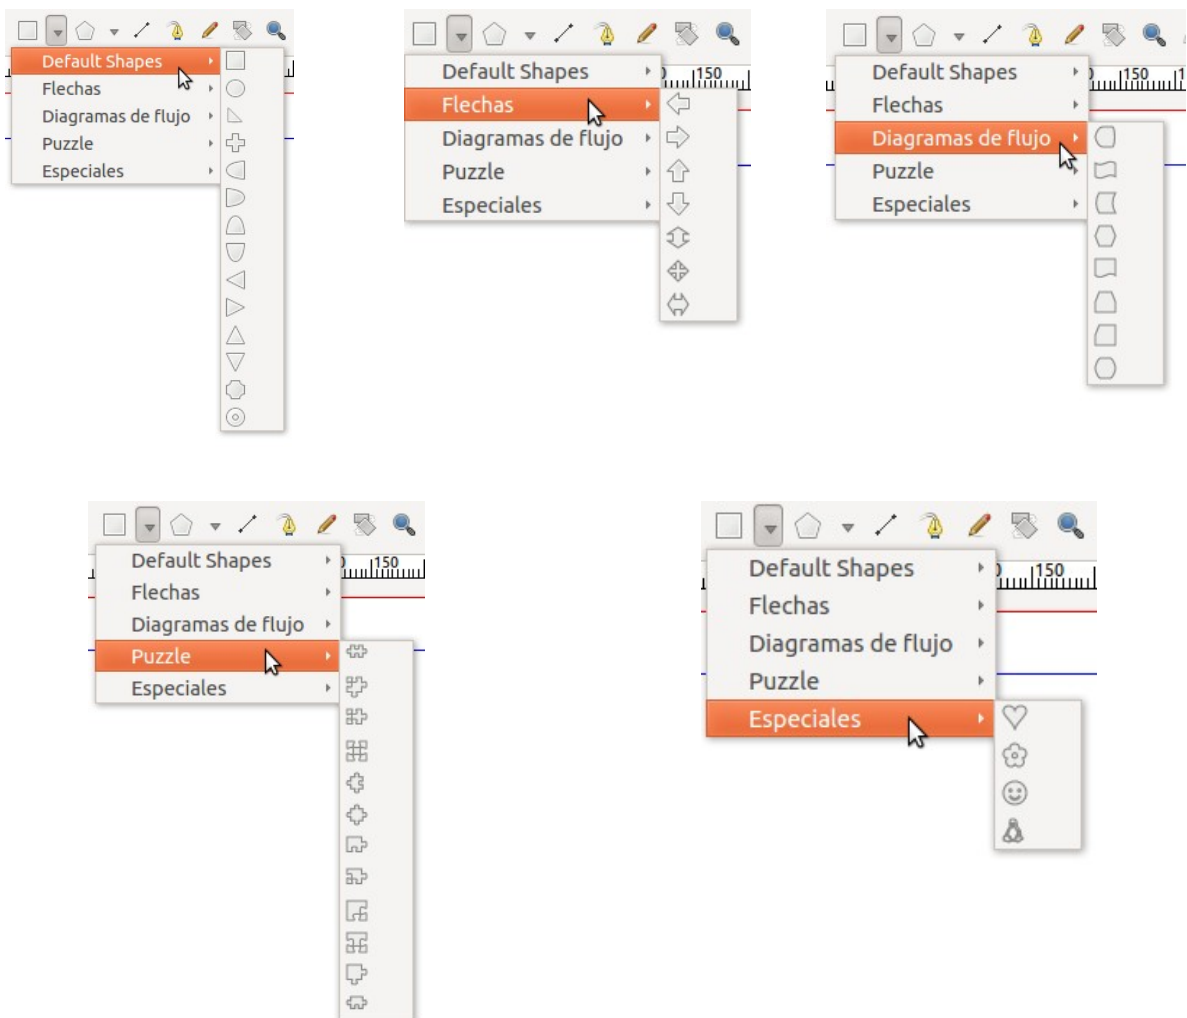 Default Shapes
Flechas
Diagramas de flujo
Puzzle
Especiales
Default Shapes
150
Flechas
Diagramas de flujo
Puzzle
Especiales
Default Shapes
150
Flechas
Diagramas de flujo
Puzzle
Especiales
Default Shapes
150
Flechas
Diagramas de flujo
Puzzle
Especiales
Default Shapes
150
Flechas
Diagramas de flujo
Puzzle
Especiales